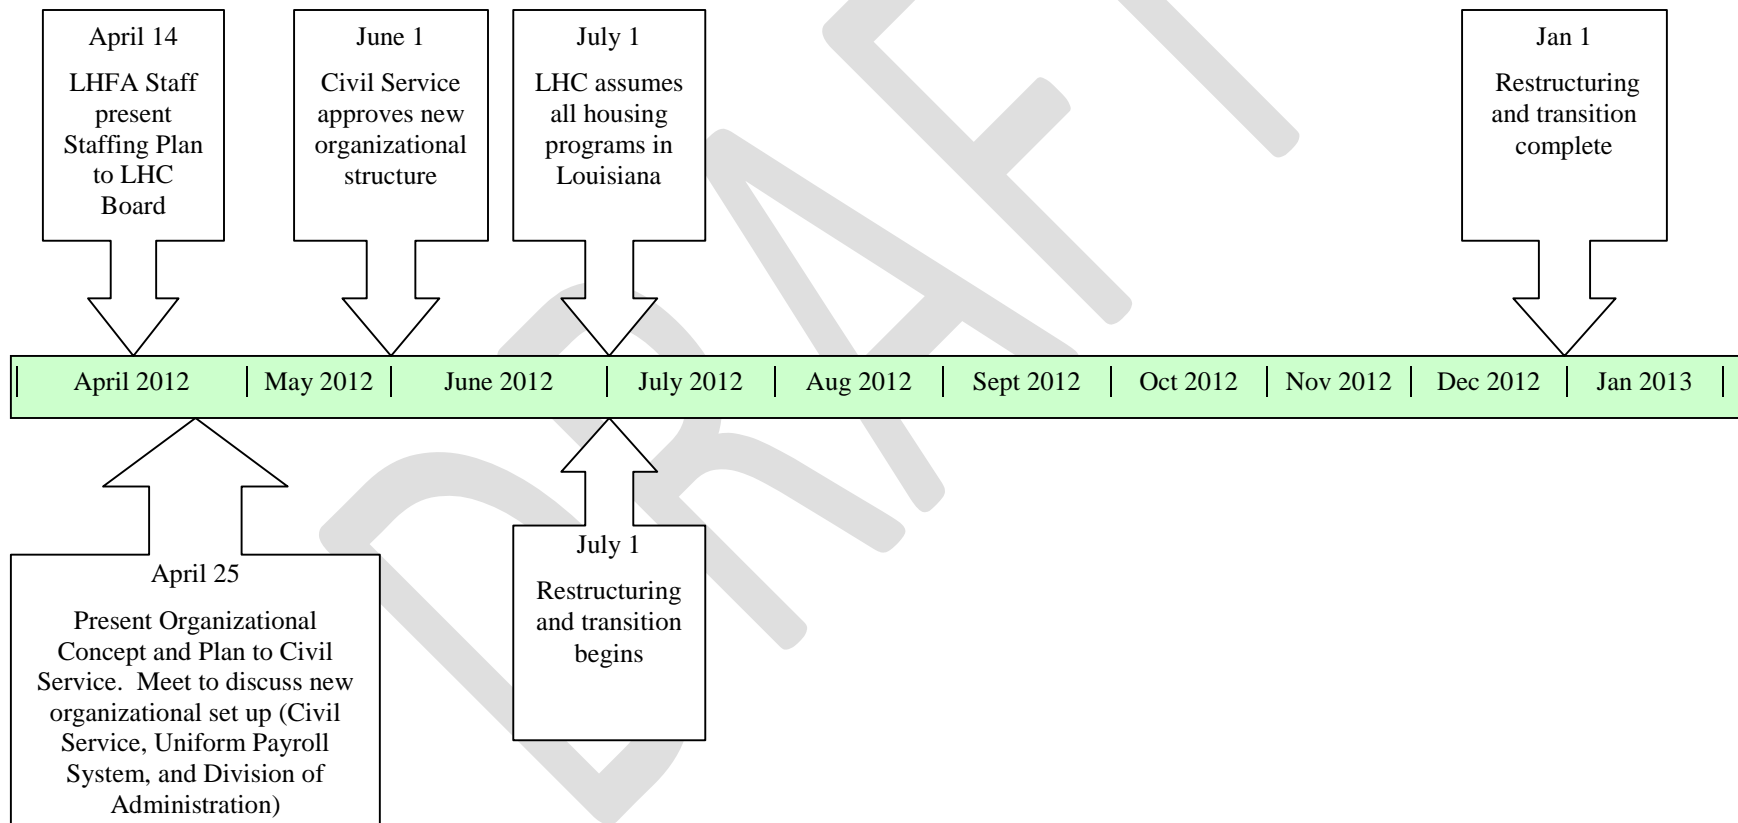 April 14
LHFA Staff
present
Staffing Plan
to LHC
Board
June 1
Civil Service
approves new
organizational
structure
July 1
LHC assumes
all housing
programs in
Louisiana
Jan 1
Restructuring
and transition
complete
April 2012
May 2012
June 2012
July 2012
Aug 2012
Sept 2012
Oct 2012
Nov 2012
Dec 2012
Jan 2013
April 25
Present Organizational
Concept and Plan to Civil
Service.  Meet to discuss new
organizational set up (Civil
Service, Uniform Payroll
System, and Division of
Administration)
July 1
Restructuring
and transition
begins
DRAFT